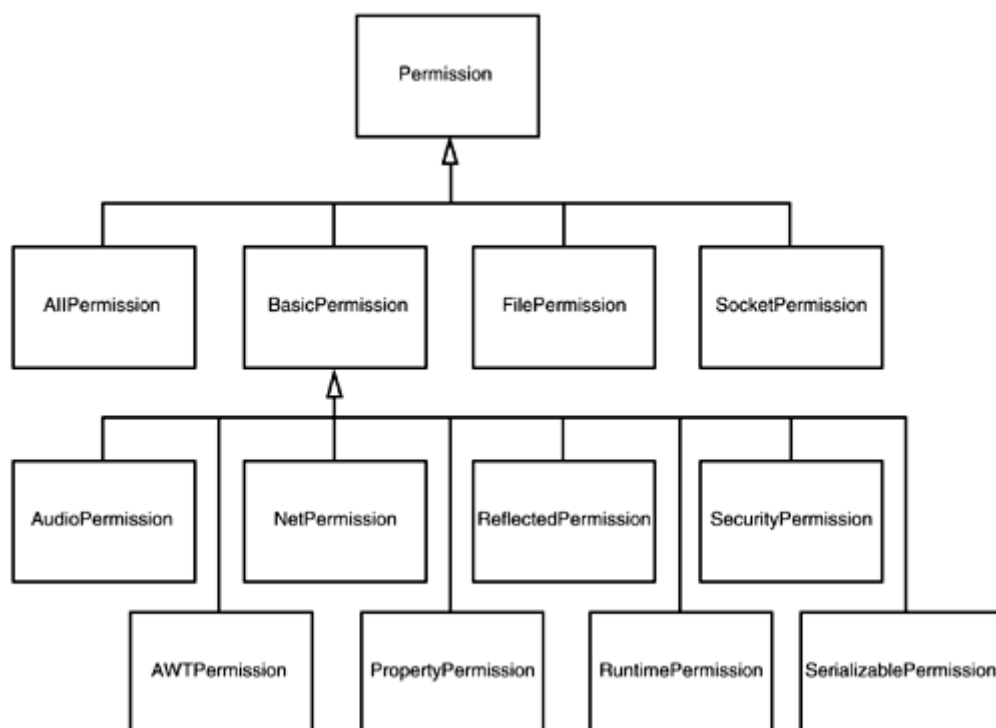 Permission
AllPermission
BasicPermission
FilePermission
SocketPermission
AudioPermission
NetPermission
ReflectedPermission
SecurityPermission
AWTPermission
PropertyPermission
RuntimePermission
SerializablePermission